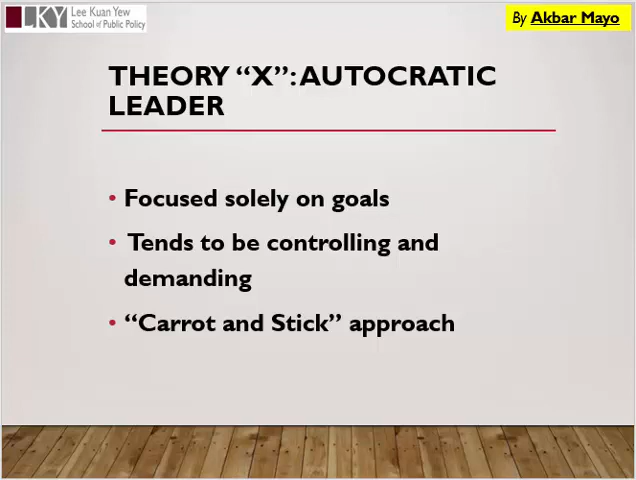 LKY Lee Kuan Yew
School of Public Policy
By Akbar Mayo
THEORY “X”: AUTOCRATIC
LEADER
• Focused solely on goals
• Tends to be controlling and
demanding
• “Carrot and Stick” approach